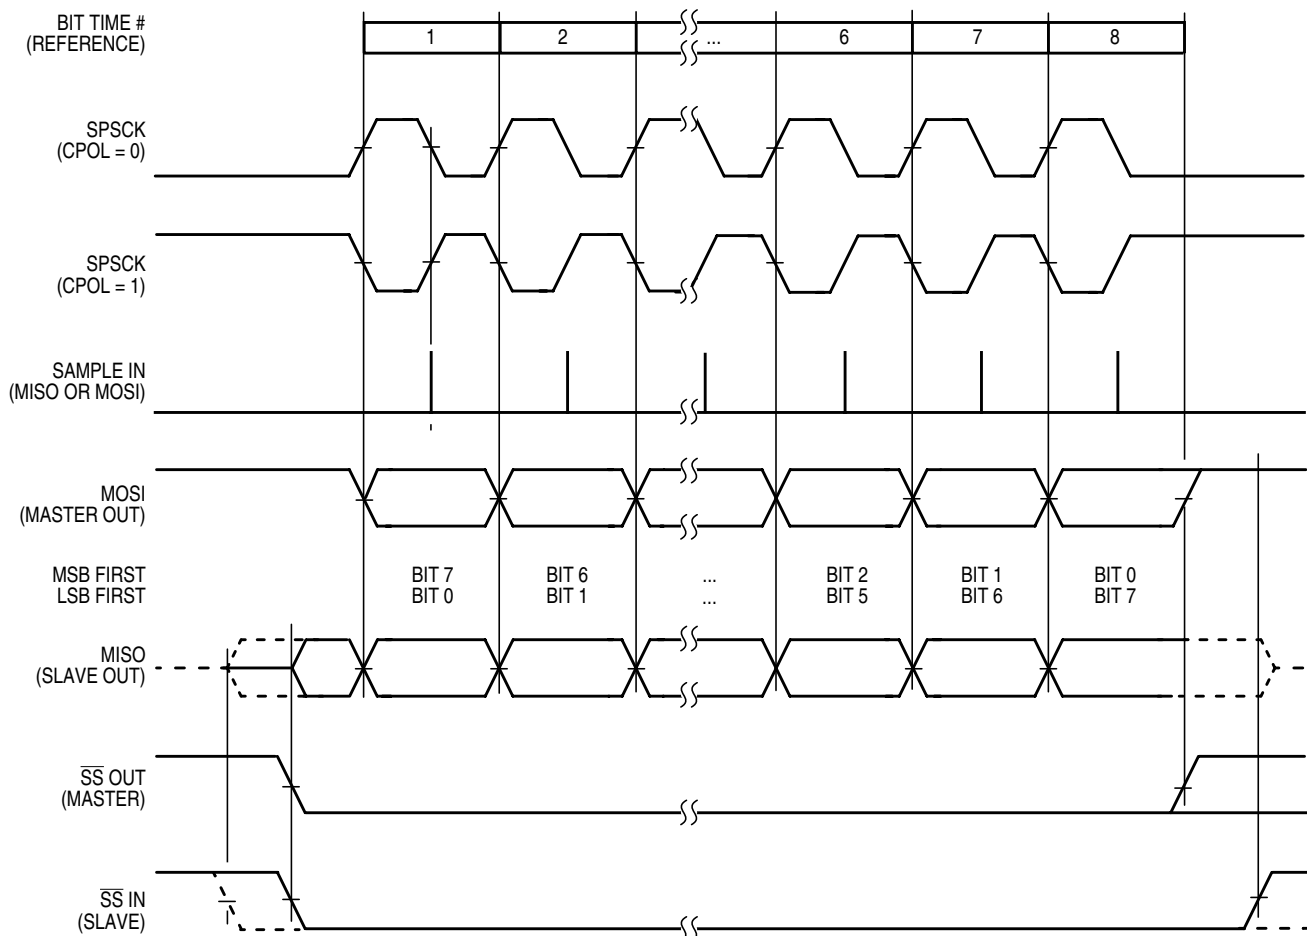 BIT TIME #
(REFERENCE)
1 2 ... 6 7 8
SPSCK
(CPOL = 0)
SPSCK
(CPOL = 1)
SAMPLE IN
(MISO OR MOSI)
MOSI
(MASTER OUT)
MSB FIRST BIT 7 BIT 6 ... BIT 2 BIT 1 BIT 0
LSB FIRST BIT 0 BIT 1 ... BIT 5 BIT 6 BIT 7
MISO
(SLAVE OUT)
S̅S̅ OUT
(MASTER)
S̅S̅ IN
(SLAVE)